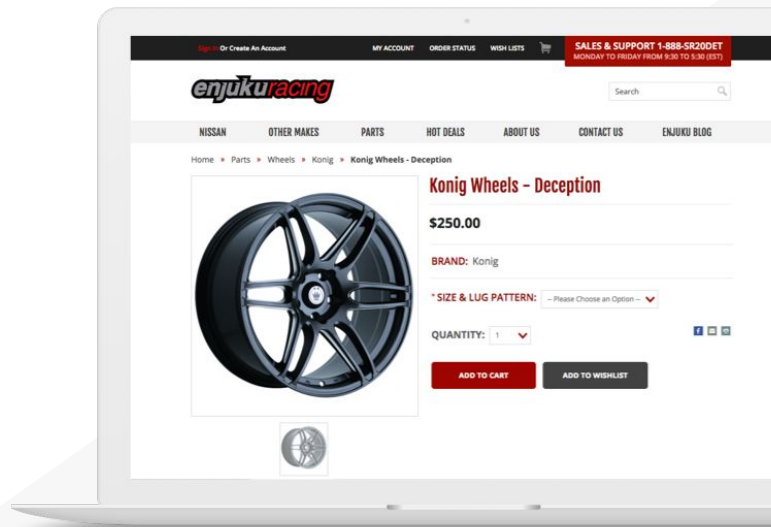 Sign In Or Create An Account
MY ACCOUNT ORDER STATUS WISH LISTS
SALES & SUPPORT 1-888-SR20DET
MONDAY TO FRIDAY FROM 9:30 TO 5:30 (EST)
enjukuracing
Search
NISSAN OTHER MAKES PARTS HOT DEALS ABOUT US CONTACT US ENJUKU BLOG
Home » Parts » Wheels » Konig » Konig Wheels - Deception
Konig Wheels - Deception
$250.00
BRAND: Konig
* SIZE & LUG PATTERN: -- Please Choose an Option --
QUANTITY: 1
f
ADD TO CART ADD TO WISHLIST